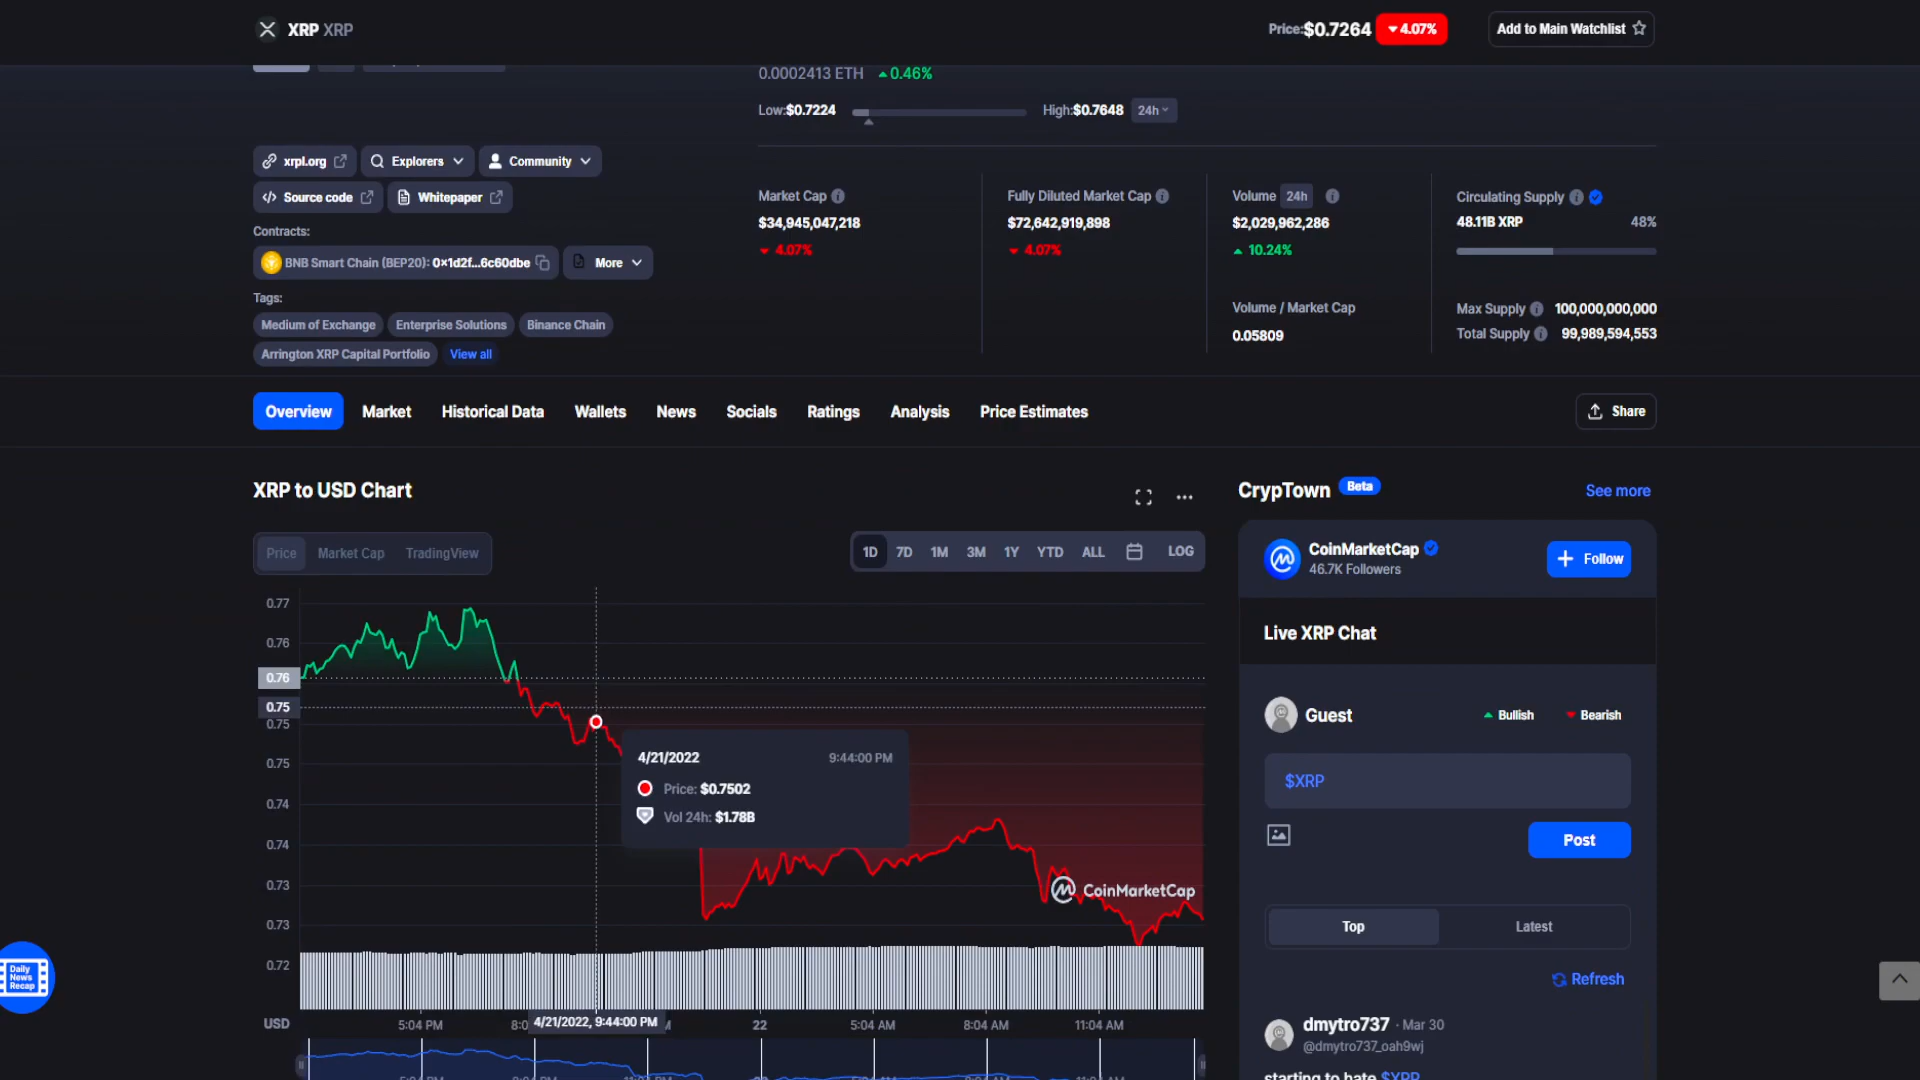 XRP XRP
Price:$0.7264 4.07%
Add to Main Watchlist
0.0002413 ETH 0.46%
Low:$0.7224 High:$0.7648 24h
xrpl.org Explorers Community
Source code Whitepaper
Contracts:
BNB Smart Chain (BEP20): 0x1d2f...6c60dbe More
Tags:
Medium of Exchange Enterprise Solutions Binance Chain
Arrington XRP Capital Portfolio View all
Market Cap
$34,945,047,218
4.07%
Fully Diluted Market Cap
$72,642,919,898
4.07%
Volume 24h
$2,029,962,286
10.24%
Volume / Market Cap
0.05809
Circulating Supply
48.11B XRP 48%
Max Supply 100,000,000,000
Total Supply 99,989,594,553
Overview Market Historical Data Wallets News Socials Ratings Analysis Price Estimates
Share
XRP to USD Chart
Price Market Cap TradingView
1D 7D 1M 3M 1Y YTD ALL LOG
0.77
0.76
0.76
0.75
0.75
0.75
0.74
0.74
0.73
0.73
0.72
4/21/2022 9:44:00 PM
Price: $0.7502
Vol 24h: $1.78B
CoinMarketCap
USD 5:04 PM 8:0 4/21/2022, 9:44:00 PM 22 5:04 AM 8:04 AM 11:04 AM
Daily
News
Recap
CrypTown Beta See more
CoinMarketCap
46.7K Followers
Follow
Live XRP Chat
Guest Bullish Bearish
$XRP
Post
Top Latest
Refresh
dmytro737 · Mar 30
@dmytro737_oah9wj
starting to hate $XRP